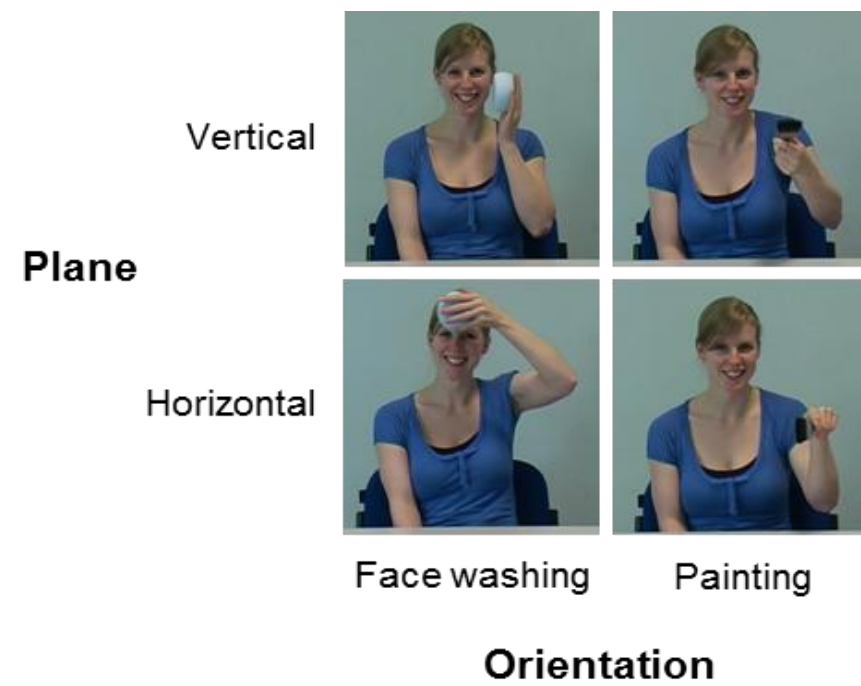 Vertical
Plane
Horizontal
Face washing
Painting
Orientation